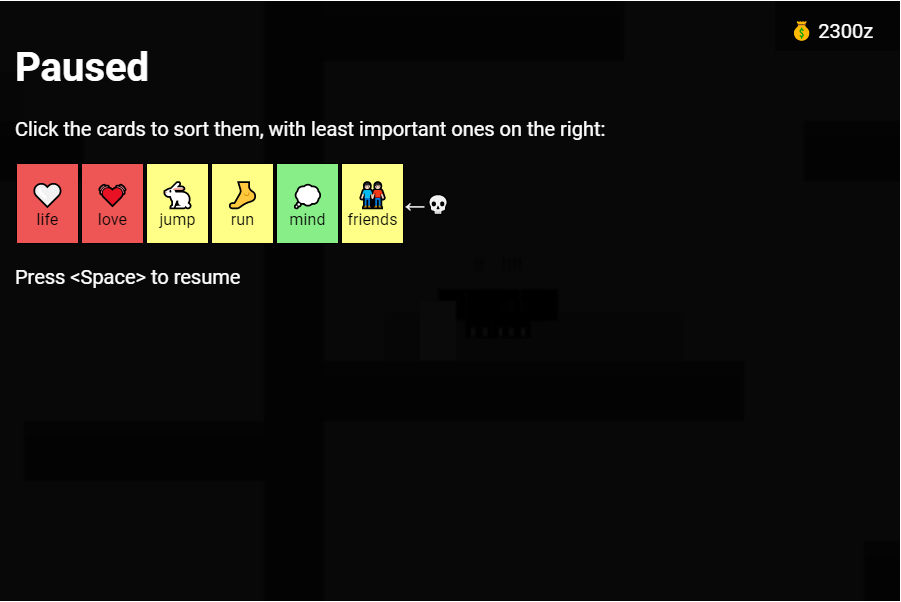 2300z
Paused
Click the cards to sort them, with least important ones on the right:
life love jump run mind friends
Press <Space> to resume